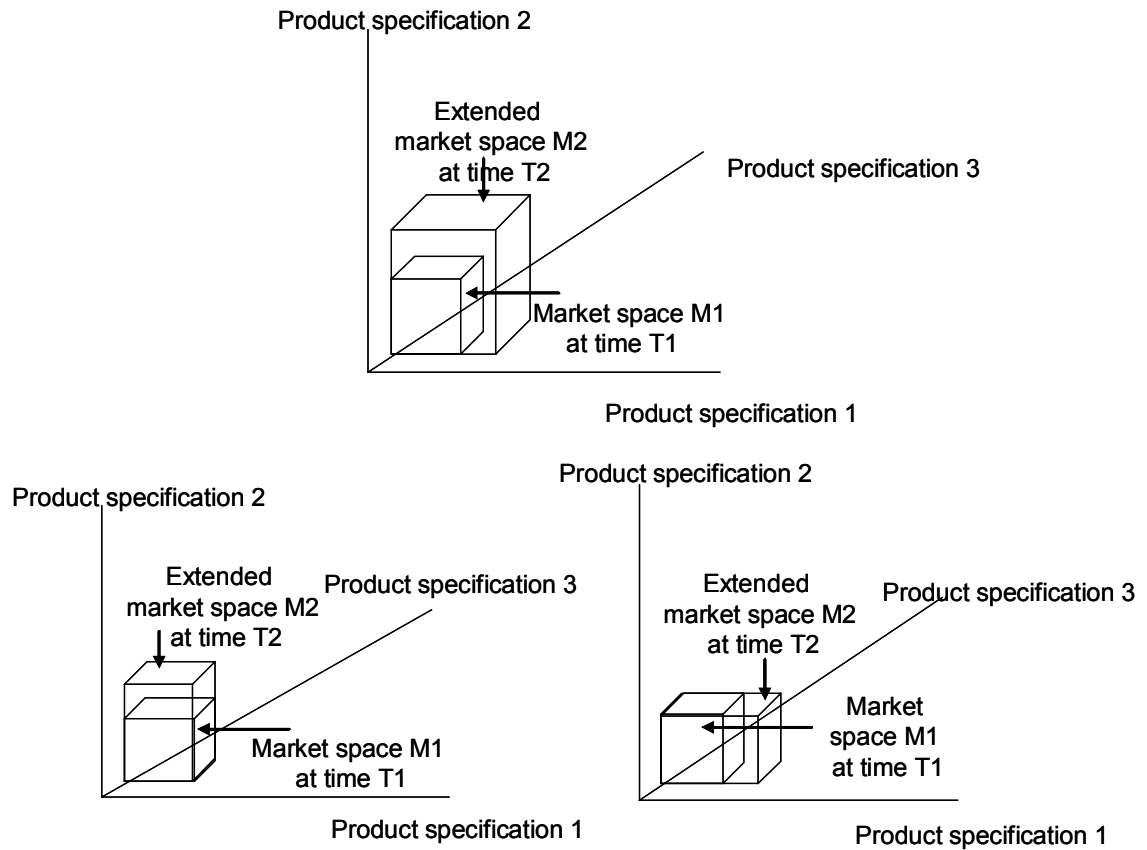 Product specification 2
Extended
market space M2
at time T2
Product specification 3
Market space M1
at time T1
Product specification 1
Product specification 2
Extended
market space M2
at time T2
Product specification 3
Market space M1
at time T1
Product specification 1
Product specification 2
Extended
market space M2
at time T2
Product specification 3
Market
space M1
at time T1
Product specification 1